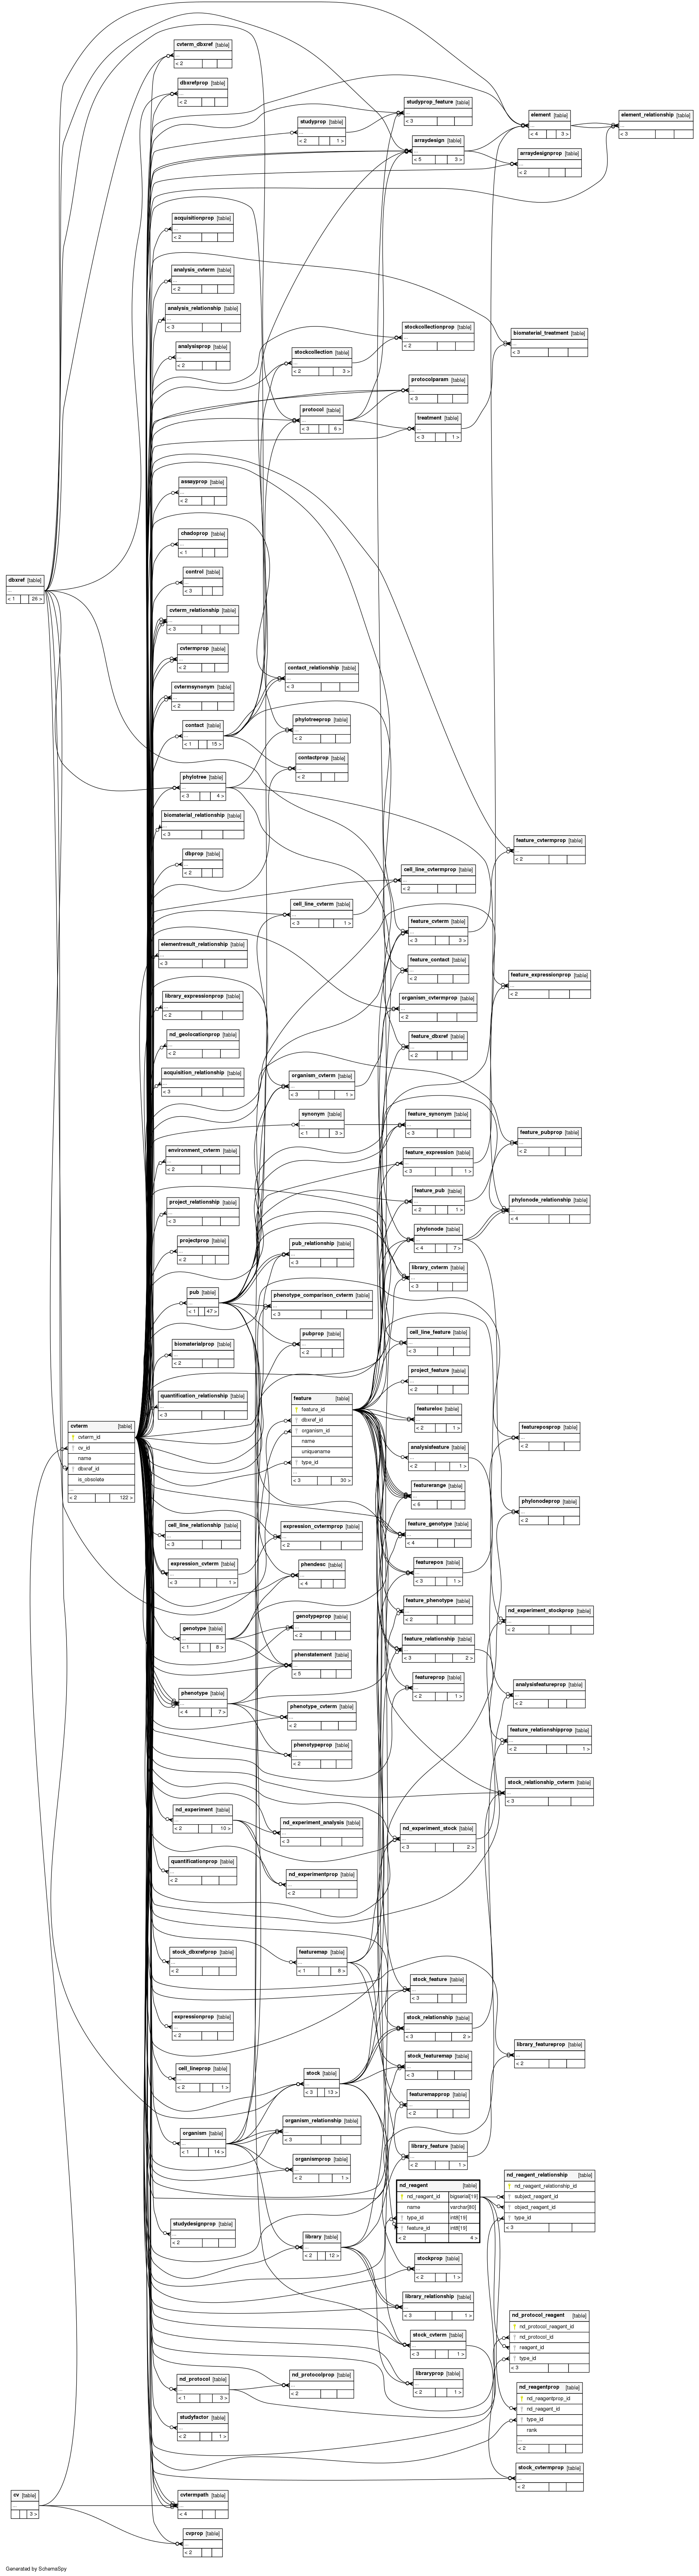 cvterm_dbxref [table]
...
< 2
dbxrefprop [table]
...
< 2
studyprop_feature [table]
...
< 3
studyprop [table]
...
< 2 1 >
element [table]
...
< 4 3 >
element_relationship [table]
...
< 3
arraydesign [table]
...
< 5 3 >
arraydesignprop [table]
...
< 2
acquisitionprop [table]
...
< 2
analysis_cvterm [table]
...
< 2
analysis_relationship [table]
...
< 3
analysisprop [table]
...
< 2
stockcollectionprop [table]
...
< 2
biomaterial_treatment [table]
...
< 3
stockcollection [table]
...
< 2 3 >
protocolparam [table]
...
< 3
protocol [table]
...
< 3 6 >
treatment [table]
...
< 3 1 >
assayprop [table]
...
< 2
chadoprop [table]
...
< 1
control [table]
...
< 3
dbxref [table]
...
< 1 26 >
cvterm_relationship [table]
...
< 3
cvtermprop [table]
...
< 2
cvtermsynonym [table]
...
< 2
contact_relationship [table]
...
< 3
contact [table]
...
< 1 15 >
phylotreeprop [table]
...
< 2
contactprop [table]
...
< 2
phylotree [table]
...
< 3 4 >
biomaterial_relationship [table]
...
< 3
dbprop [table]
...
< 2
feature_cvtermprop [table]
...
< 2
cell_line_cvtermprop [table]
...
< 2
cell_line_cvterm [table]
...
< 3 1 >
feature_cvterm [table]
...
< 3 3 >
elementresult_relationship [table]
...
< 3
feature_contact [table]
...
< 2
feature_expressionprop [table]
...
< 2
library_expressionprop [table]
...
< 2
organism_cvtermprop [table]
...
< 2
nd_geolocationprop [table]
...
< 2
feature_dbxref [table]
...
< 2
acquisition_relationship [table]
...
< 3
organism_cvterm [table]
...
< 3 1 >
synonym [table]
...
< 1 3 >
feature_synonym [table]
...
< 3
feature_pubprop [table]
...
< 2
environment_cvterm [table]
...
< 2
feature_expression [table]
...
< 3 1 >
feature_pub [table]
...
< 2 1 >
phylonode_relationship [table]
...
< 4
project_relationship [table]
...
< 3
phylonode [table]
...
< 4 7 >
projectprop [table]
...
< 2
pub_relationship [table]
...
< 3
library_cvterm [table]
...
< 3
pub [table]
...
< 1 47 >
phenotype_comparison_cvterm [table]
...
< 3
pubprop [table]
...
< 2
cell_line_feature [table]
...
< 3
biomaterialprop [table]
...
< 2
project_feature [table]
...
< 2
quantification_relationship [table]
...
< 3
feature [table]
feature_id
dbxref_id
organism_id
name
uniquename
type_id
...
< 3 30 >
featureloc [table]
...
< 2 1 >
cvterm [table]
cvterm_id
cv_id
name
dbxref_id
is_obsolete
...
< 2 122 >
featureposprop [table]
...
< 2
analysisfeature [table]
...
< 2 1 >
featurerange [table]
...
< 6
phylonodeprop [table]
...
< 2
cell_line_relationship [table]
...
< 3
expression_cvtermprop [table]
...
< 2
feature_genotype [table]
...
< 4
expression_cvterm [table]
...
< 3 1 >
phendesc [table]
...
< 4
featurepos [table]
...
< 3 1 >
feature_phenotype [table]
...
< 2
nd_experiment_stockprop [table]
...
< 2
genotype [table]
...
< 1 8 >
genotypeprop [table]
...
< 2
feature_relationship [table]
...
< 3 2 >
phenstatement [table]
...
< 5
featureprop [table]
...
< 2 1 >
analysisfeatureprop [table]
...
< 2
phenotype [table]
...
< 4 7 >
phenotype_cvterm [table]
...
< 2
feature_relationshipprop [table]
...
< 2 1 >
phenotypeprop [table]
...
< 2
stock_relationship_cvterm [table]
...
< 3
nd_experiment [table]
...
< 2 10 >
nd_experiment_analysis [table]
...
< 3
nd_experiment_stock [table]
...
< 3 2 >
quantificationprop [table]
...
< 2
nd_experimentprop [table]
...
< 2
stock_dbxrefprop [table]
...
< 2
featuremap [table]
...
< 1 8 >
stock_feature [table]
...
< 3
expressionprop [table]
...
< 2
stock_relationship [table]
...
< 3 2 >
library_featureprop [table]
...
< 2
stock_featuremap [table]
...
< 3
cell_lineprop [table]
...
< 2 1 >
stock [table]
...
< 3 13 >
featuremapprop [table]
...
< 2
organism [table]
...
< 1 14 >
organism_relationship [table]
...
< 3
organismprop [table]
...
< 2 1 >
library_feature [table]
...
< 2 1 >
nd_reagent [table]
nd_reagent_id bigserial[19]
name varchar[80]
type_id int8[19]
feature_id int8[19]
< 2 4 >
nd_reagent_relationship [table]
nd_reagent_relationship_id
subject_reagent_id
object_reagent_id
type_id
< 3
studydesignprop [table]
...
< 2
library [table]
...
< 2 12 >
stockprop [table]
...
< 2 1 >
library_relationship [table]
...
< 3 1 >
nd_protocol_reagent [table]
nd_protocol_reagent_id
nd_protocol_id
reagent_id
type_id
< 3
stock_cvterm [table]
...
< 3 1 >
nd_protocol [table]
...
< 1 3 >
nd_protocolprop [table]
...
< 2
libraryprop [table]
...
< 2 1 >
nd_reagentprop [table]
nd_reagentprop_id
nd_reagent_id
type_id
rank
...
< 2
studyfactor [table]
...
< 2 1 >
stock_cvtermprop [table]
...
< 2
cv [table]
...
3 >
cvtermpath [table]
...
< 4
cvprop [table]
...
< 2
Generated by SchemaSpy